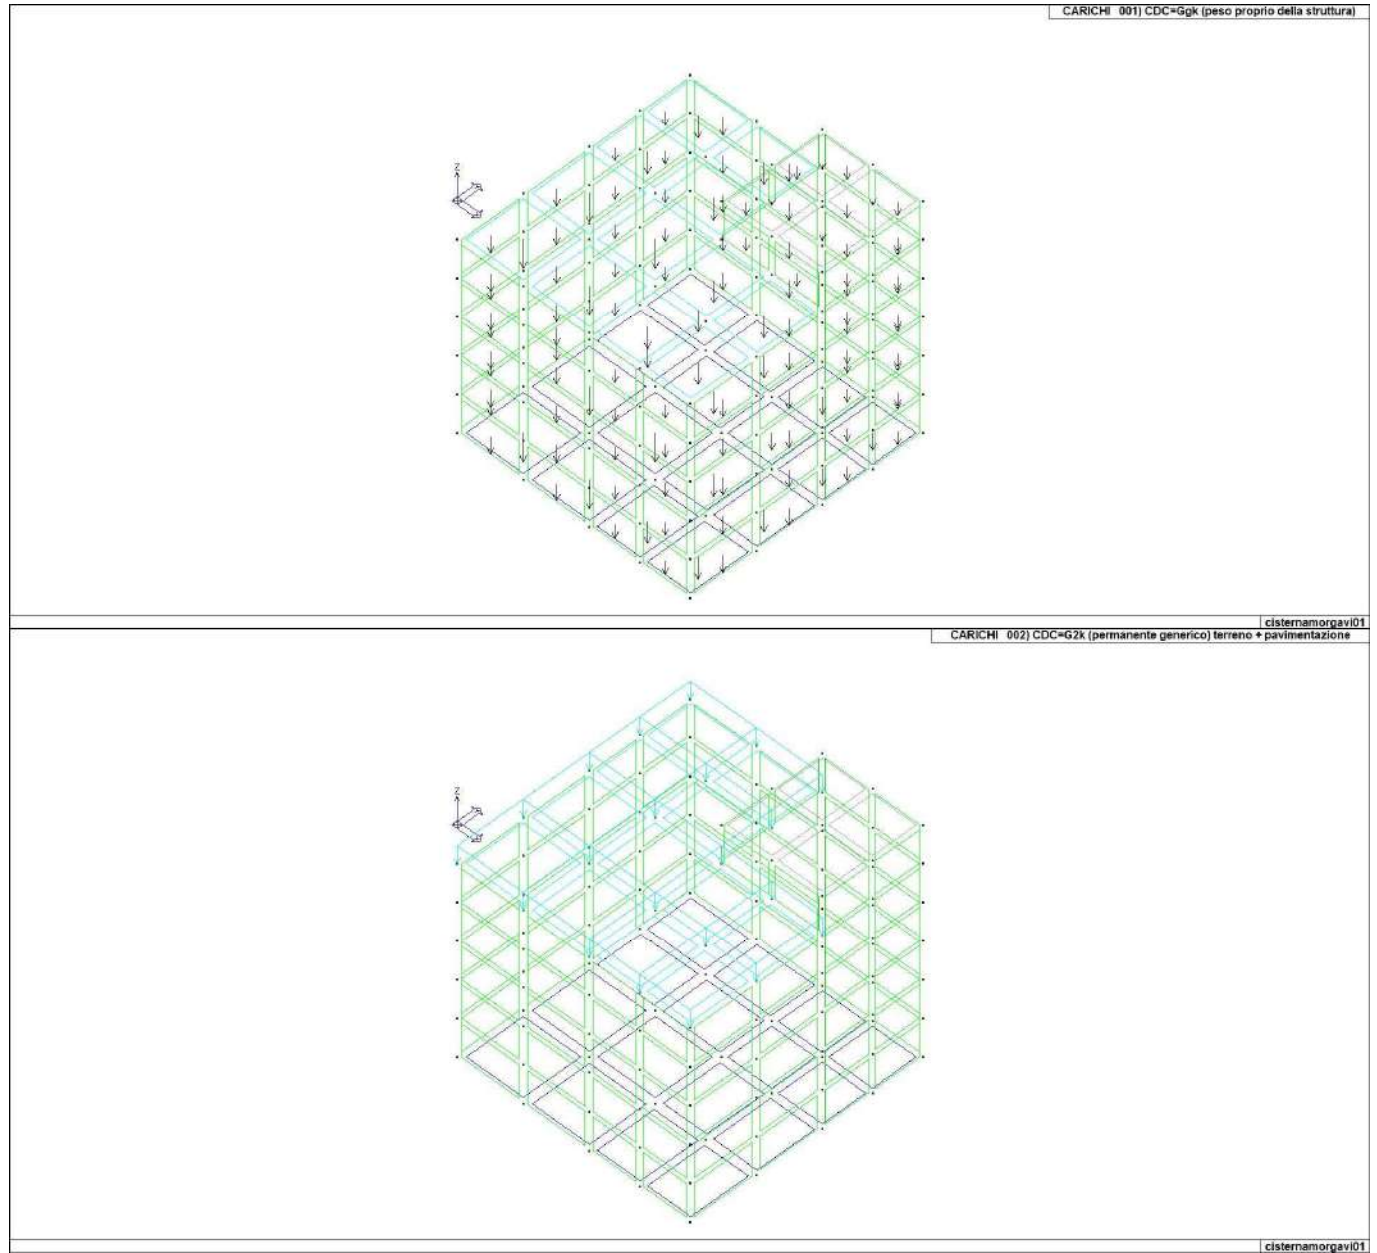 CARICHI 001) CDC=Ggk (peso proprio della struttura)
Z
cisternamorgavi01
CARICHI 002) CDC=G2k (permanente generico) terreno + pavimentazione
Z
cisternamorgavi01